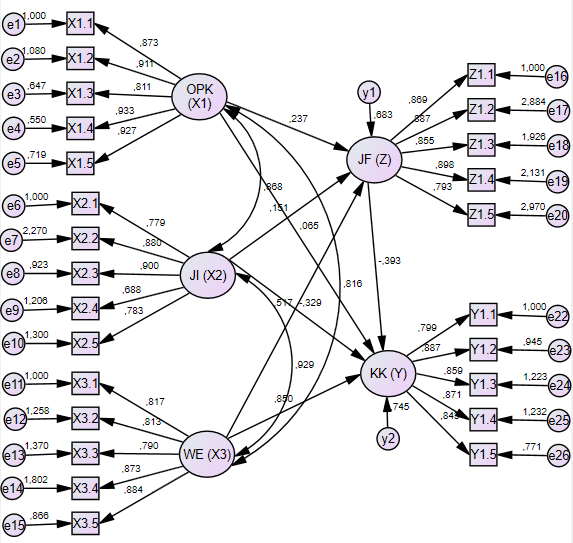 e1 1,000 X1.1
,873
e2 1,080 X1.2
,911
e3 ,647 X1.3
,811
e4 ,550 X1.4
,933
e5 ,719 X1.5
,927
OPK
(X1)
e6 1,000 X2.1
,779
e7 2,270 X2.2
,880
e8 ,923 X2.3
,900
e9 1,206 X2.4
,688
e10 1,300 X2.5
,783
JI (X2)
e11 1,000 X3.1
,817
e12 1,258 X3.2
,813
e13 1,370 X3.3
,790
e14 1,802 X3.4
,873
e15 ,866 X3.5
,884
WE (X3)
,237
,868
,151
,065
,816
,517
-,329
,929
,850
-,393
y1
,683
JF (Z)
,869
Z1.1 1,000 e16
,887
Z1.2 2,884 e17
,855
Z1.3 1,926 e18
,898
Z1.4 2,131 e19
,793
Z1.5 2,970 e20
KK (Y)
,745
y2
,799
Y1.1 1,000 e22
,887
Y1.2 ,945 e23
,859
Y1.3 1,223 e24
,871
Y1.4 1,232 e25
Y1.5 ,771 e26